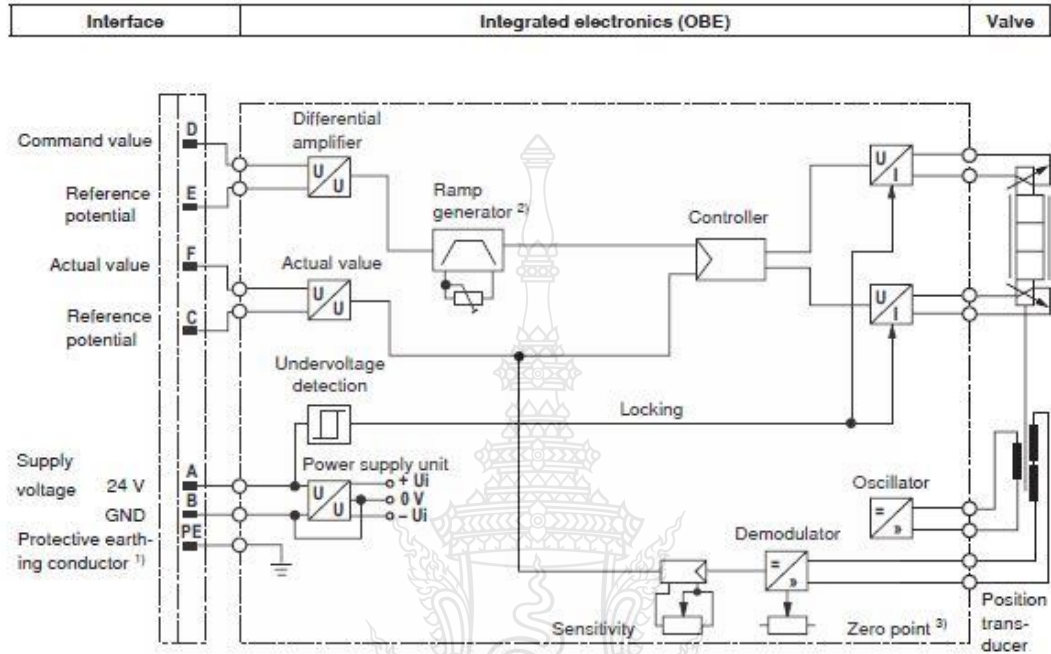 Interface Integrated electronics (OBE) Valve
Differential
amplifier
Command value D
U
U
U
I
Reference
potential
E
Ramp
generator 2)
Controller
Actual value F
Actual value
U
U
U
I
Reference
potential
C
Undervoltage
detection
Locking
Supply
voltage 24 V
A
Power supply unit
U
U
+ Ui
0 V
– Ui
B
GND
Oscillator
=
»
Protective earth-
ing conductor 1)
PE
Demodulator
=
»
Sensitivity
Zero point 3)
Position
trans-
ducer